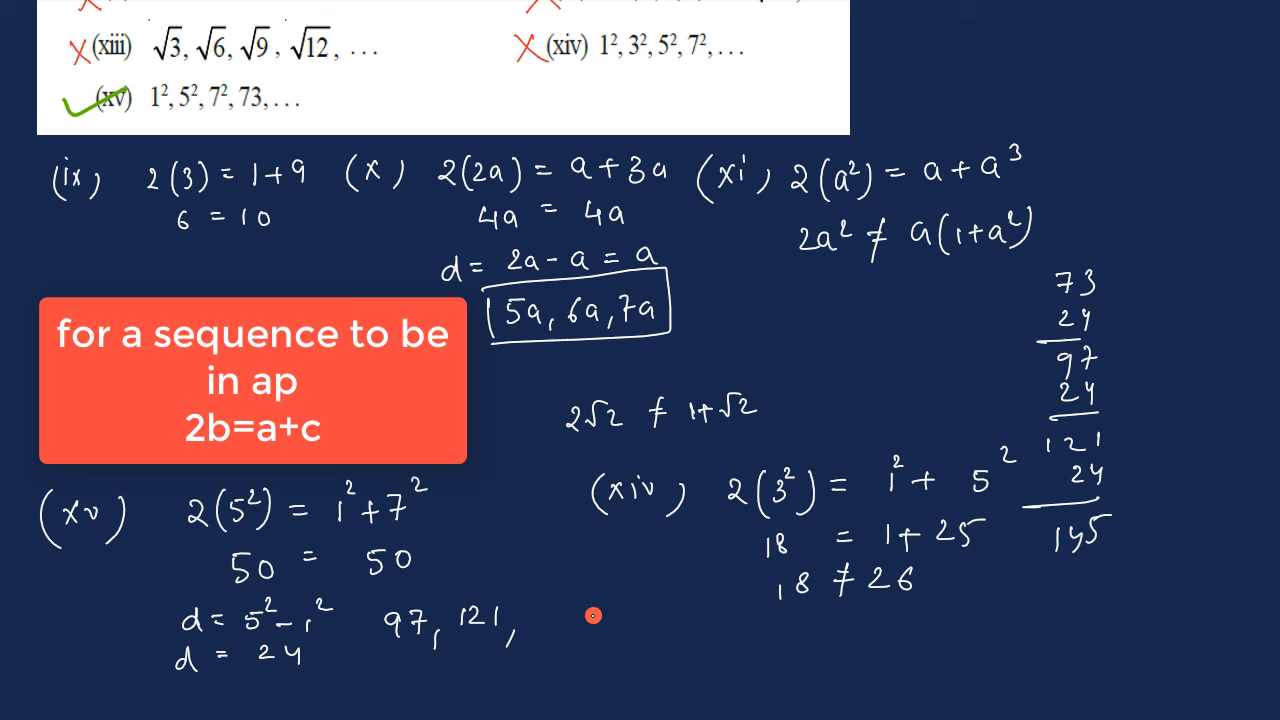 (xiii) √3, √6, √9, √12, ...
(xiv) 1², 3², 5², 7², ...
(xv) 1², 5², 7², 73, ...
(ix) 2(3) = 1+9
6 = 10
(x) 2(2a) = a+3a
4a = 4a
d = 2a-a = a
5a, 6a, 7a
(xi) 2(a²) = a+a³
2a² ≠ a(1+a²)
for a sequence to be
in ap
2b=a+c
2√2 ≠ 1+√2
73
24
97
24
121
24
145
(xv) 2(5²) = 1²+7²
50 = 50
d = 5²-1²
d = 24
97, 121,
(xiv) 2(3²) = 1²+ 5²
18 = 1+25
18 ≠ 26